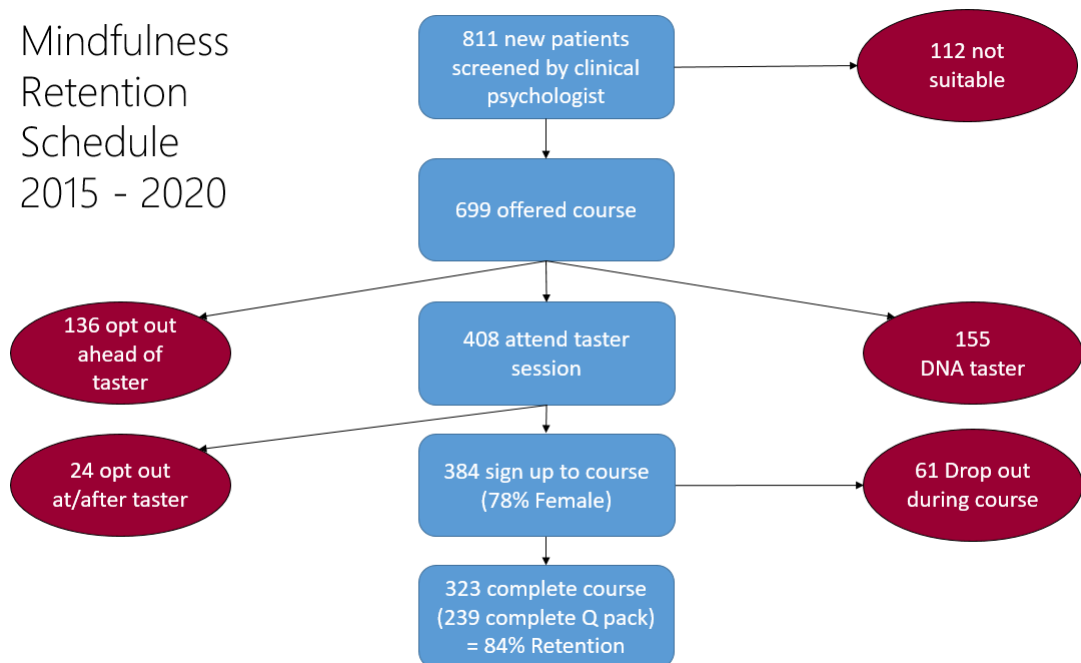 Mindfulness
Retention
Schedule
2015 - 2020
811 new patients
screened by clinical
psychologist
112 not
suitable
699 offered course
136 opt out
ahead of
taster
408 attend taster
session
155
DNA taster
24 opt out
at/after taster
384 sign up to course
(78% Female)
61 Drop out
during course
323 complete course
(239 complete Q pack)
= 84% Retention